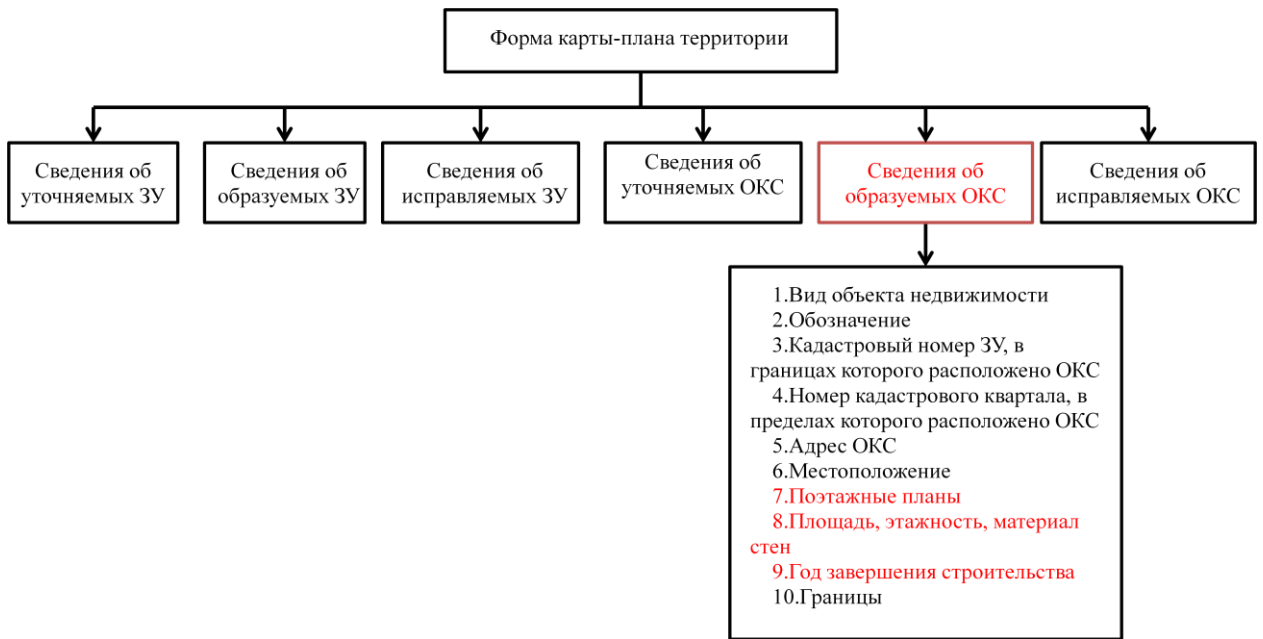 Форма карты-плана территории
Сведения об
уточняемых ЗУ
Сведения об
образуемых ЗУ
Сведения об
исправляемых ЗУ
Сведения об
уточняемых ОКС
Сведения об
образуемых ОКС
Сведения об
исправляемых ОКС
1.Вид объекта недвижимости
2.Обозначение
3.Кадастровый номер ЗУ, в
границах которого расположено ОКС
4.Номер кадастрового квартала, в
пределах которого расположено ОКС
5.Адрес ОКС
6.Местоположение
7.Поэтажные планы
8.Площадь, этажность, материал
стен
9.Год завершения строительства
10.Границы